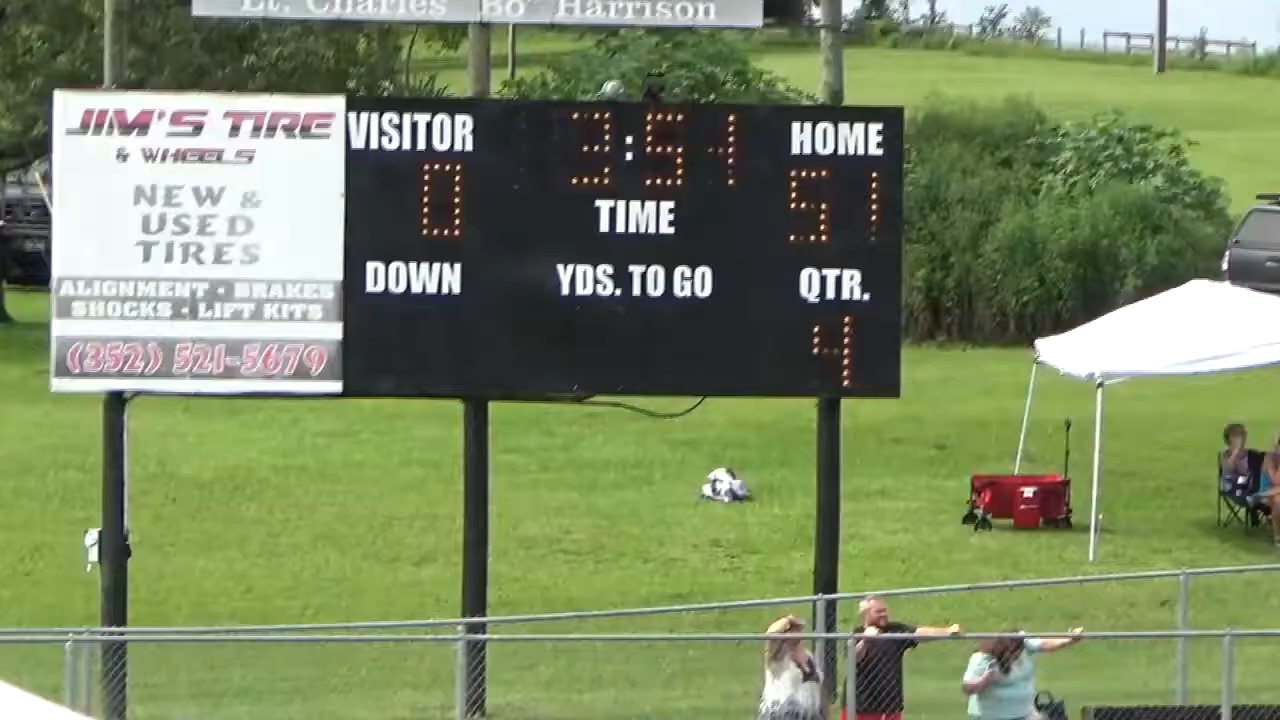 Lt. Charles "Bo" Harrison
JIM'S TIRE
& WHEELS
NEW &
USED
TIRES
ALIGNMENT • BRAKES
SHOCKS • LIFT KITS
(352) 521-5679
VISITOR
3:51
HOME
0
TIME
51
DOWN
YDS. TO GO
QTR.
4